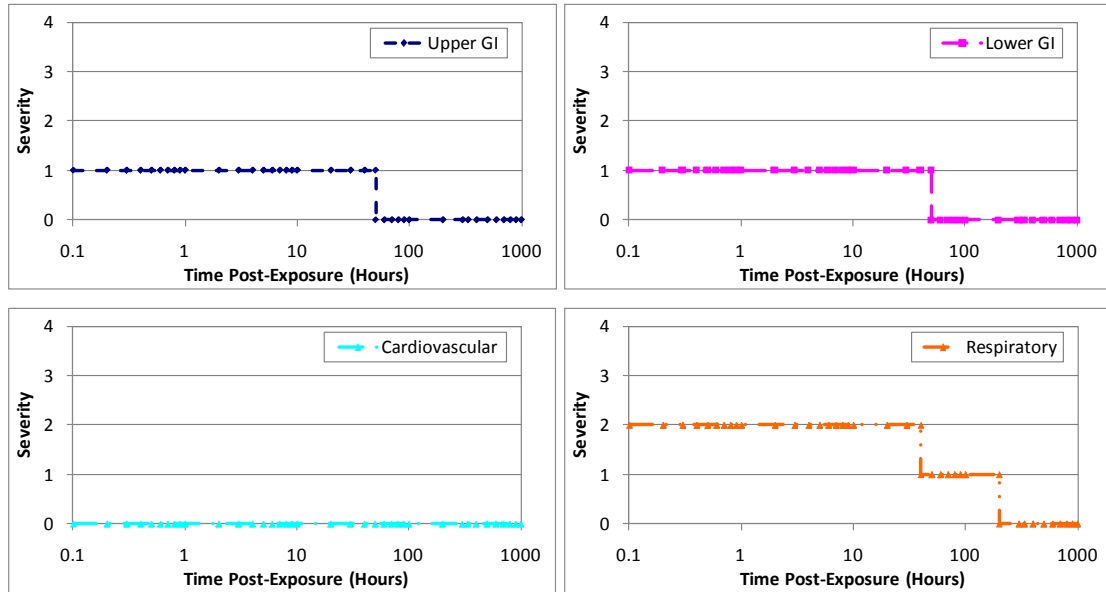 4
3
2
1
0
Severity
Upper GI
0.1 1 10 100 1000
Time Post-Exposure (Hours)
4
3
2
1
0
Severity
Lower GI
0.1 1 10 100 1000
Time Post-Exposure (Hours)
4
3
2
1
0
Severity
Cardiovascular
0.1 1 10 100 1000
Time Post-Exposure (Hours)
4
3
2
1
0
Severity
Respiratory
0.1 1 10 100 1000
Time Post-Exposure (Hours)